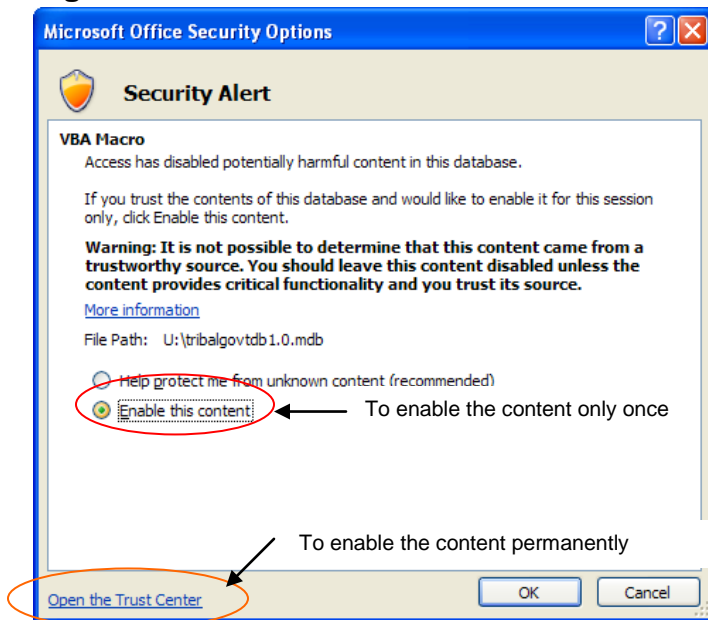 Microsoft Office Security Options
Security Alert
VBA Macro
Access has disabled potentially harmful content in this database.
If you trust the contents of this database and would like to enable it for this session
only, click Enable this content.
Warning: It is not possible to determine that this content came from a
trustworthy source. You should leave this content disabled unless the
content provides critical functionality and you trust its source.
More information
File Path: U:\tribalgovtdb1.0.mdb
Help protect me from unknown content (recommended)
Enable this content
To enable the content only once
To enable the content permanently
Open the Trust Center
OK
Cancel